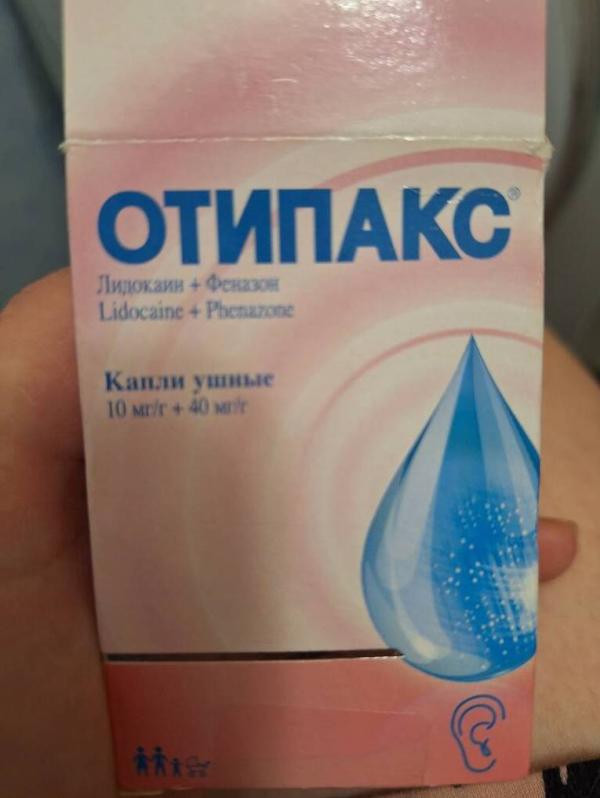 ОТИПАКС®
Лидокаин + Феназон
Lidocaine + Phenazone
Капли ушные
10 мг/г + 40 мг/г